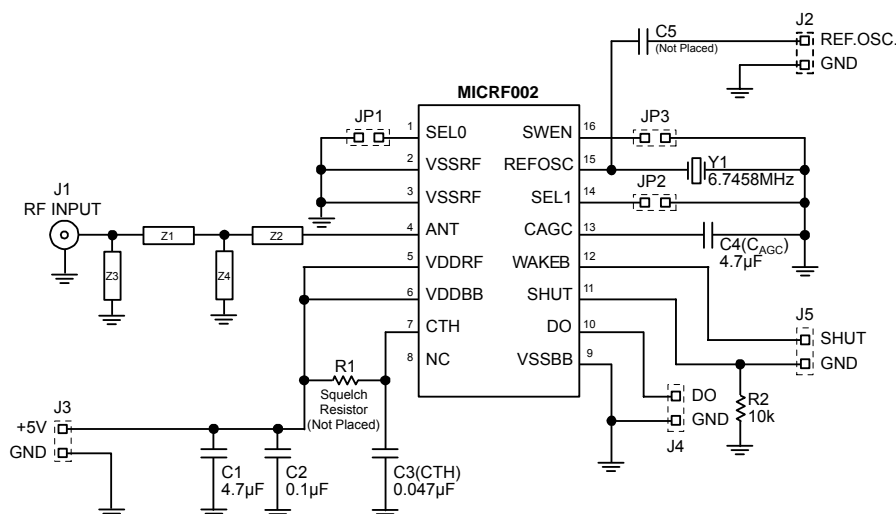 J2
C5
(Not Placed)
REF.OSC.
GND
MICRF002
JP1
JP3
1
SEL0
SWEN
16
2
VSSRF
REFOSC
15
Y1
6.7458MHz
JP2
3
VSSRF
SEL1
14
J1
RF INPUT
Z1
Z2
4
ANT
CAGC
13
C4(CAGC)
4.7µF
Z3
Z4
5
VDDRF
WAKEB
12
6
VDDBB
SHUT
11
J5
SHUT
GND
7
CTH
DO
10
8
NC
VSSBB
9
R1
Squelch
Resistor
(Not Placed)
DO
GND
J4
R2
10k
J3
+5V
GND
C1
4.7µF
C2
0.1µF
C3(CTH)
0.047µF